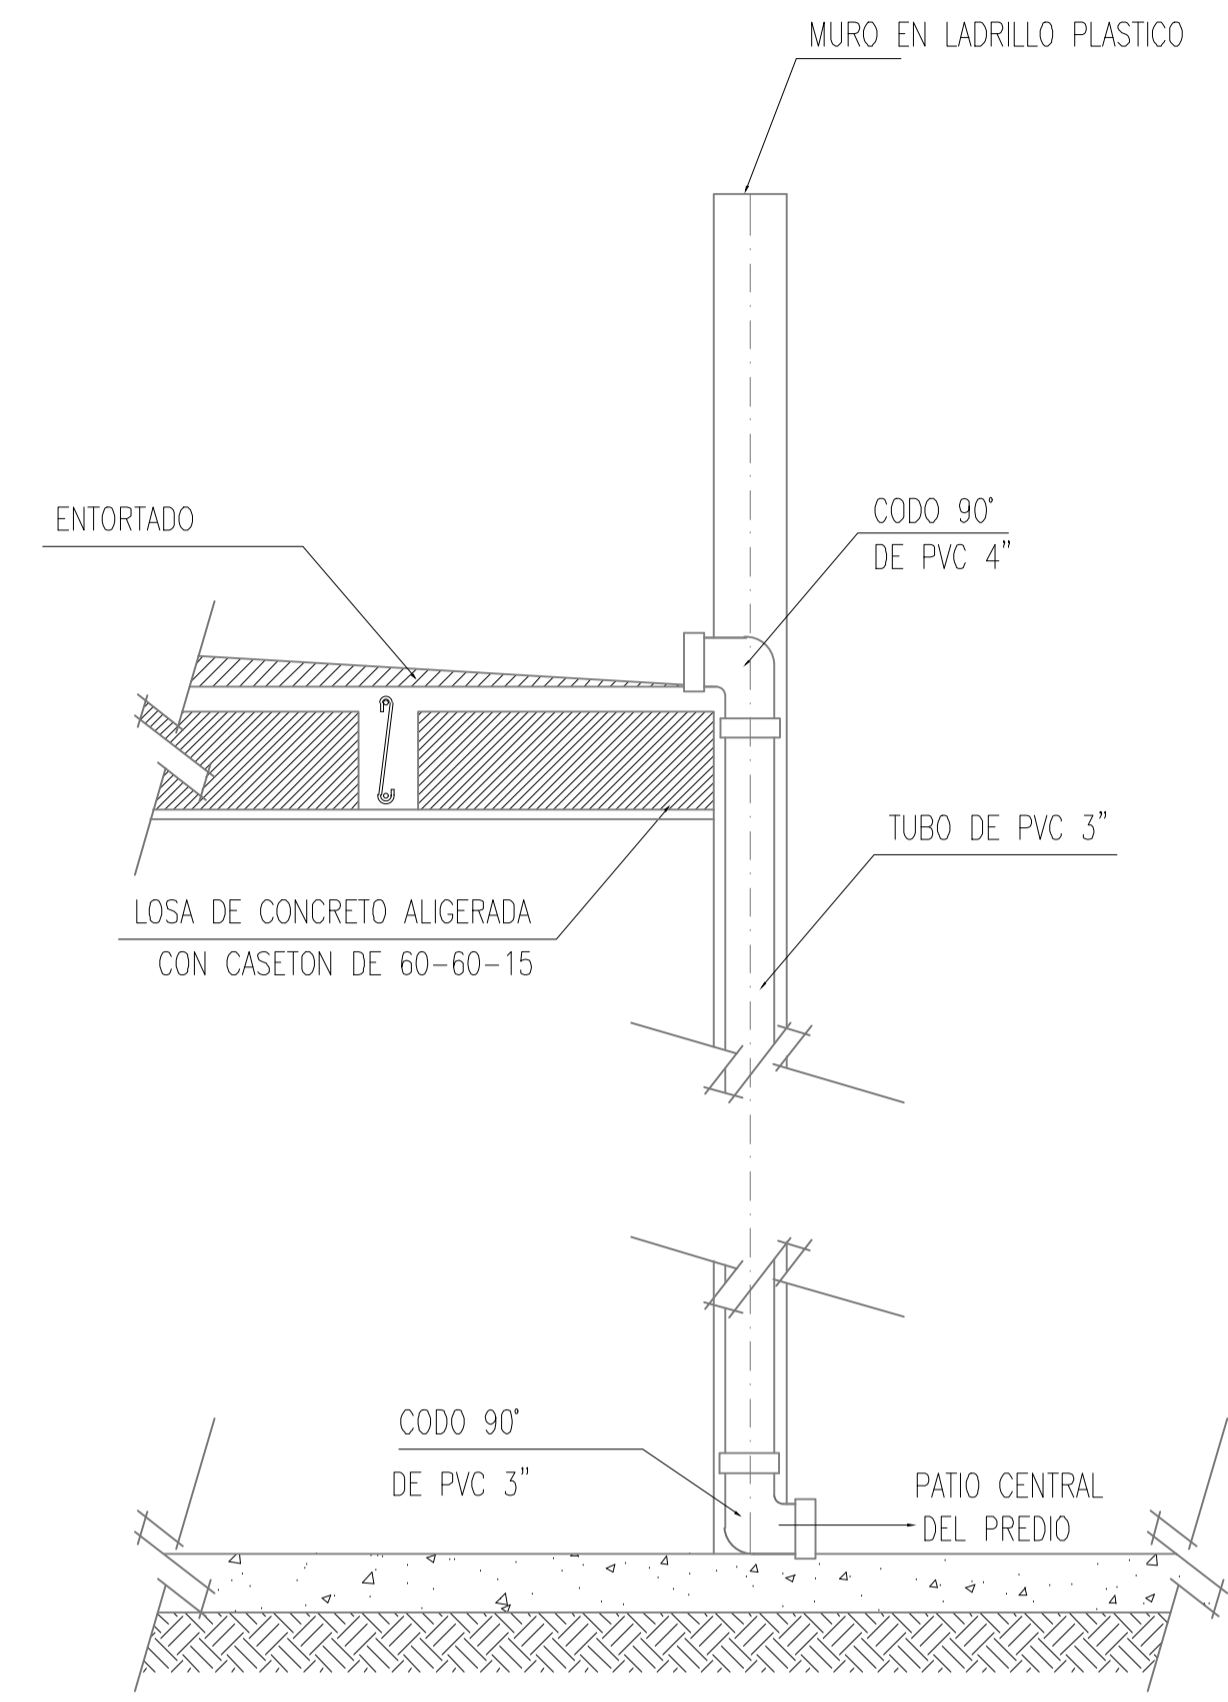 MURO EN LADRILLO PLASTICO
ENTORTADO
CODO 90°
DE PVC 4"
TUBO DE PVC 3"
LOSA DE CONCRETO ALIGERADA
CON CASETON DE 60-60-15
CODO 90°
DE PVC 3"
PATIO CENTRAL
DEL PREDIO